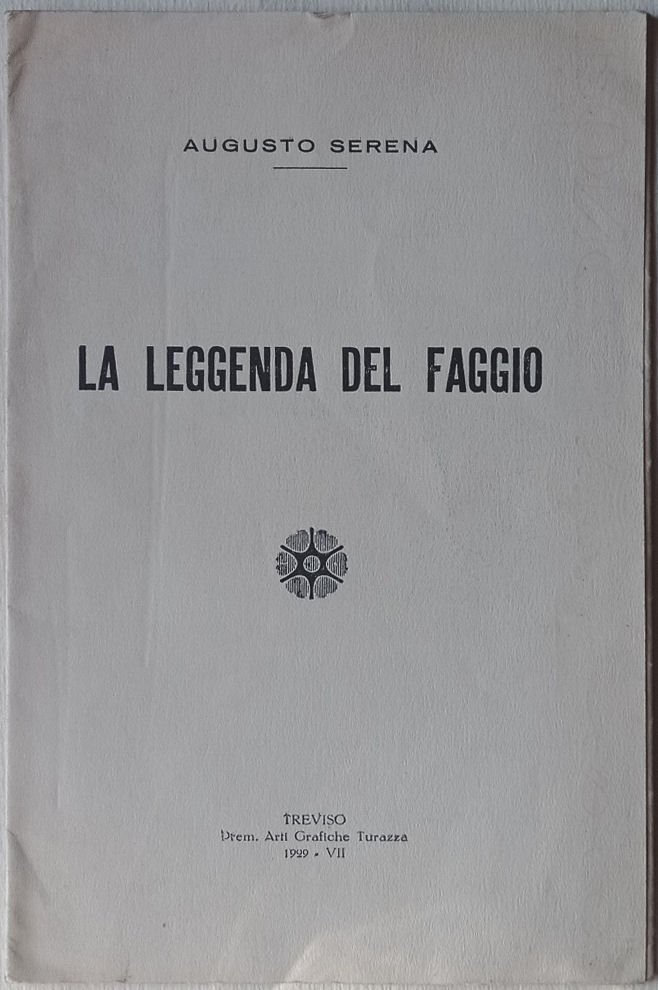 AUGUSTO SERENA
LA LEGGENDA DEL FAGGIO
TREVISO
Prem. Arti Grafiche Turazza
1929 - VII